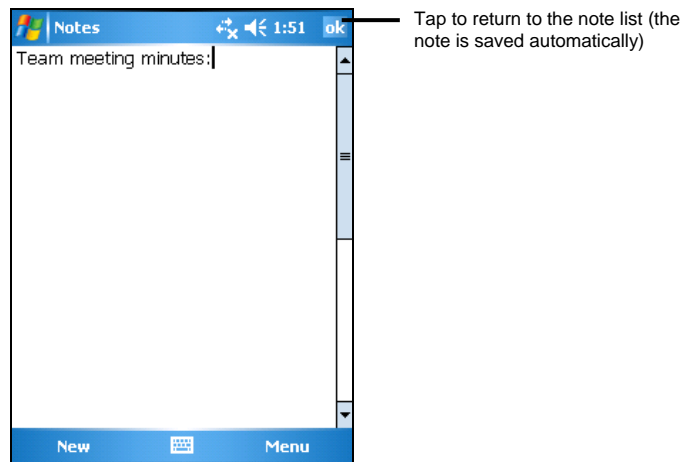 Notes 1:51 ok
Team meeting minutes:
New Menu
Tap to return to the note list (the
note is saved automatically)